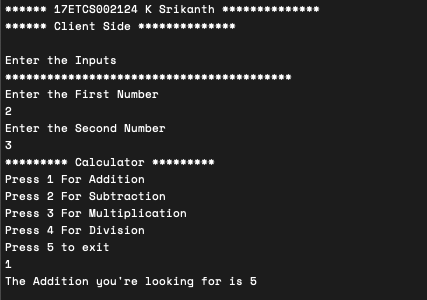 ****** 17ETCS002124 K Srikanth **************
****** Client Side **************
Enter the Inputs
*****************************************
Enter the First Number
2
Enter the Second Number
3
********* Calculator *********
Press 1 For Addition
Press 2 For Subtraction
Press 3 For Multiplication
Press 4 For Division
Press 5 to exit
1
The Addition you're looking for is 5